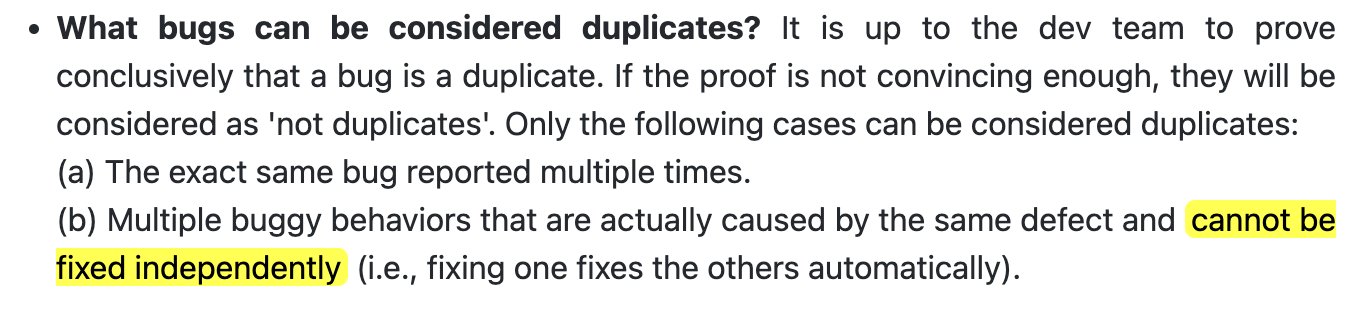 • What bugs can be considered duplicates? It is up to the dev team to prove
conclusively that a bug is a duplicate. If the proof is not convincing enough, they will be
considered as 'not duplicates'. Only the following cases can be considered duplicates:
(a) The exact same bug reported multiple times.
(b) Multiple buggy behaviors that are actually caused by the same defect and cannot be
fixed independently (i.e., fixing one fixes the others automatically).